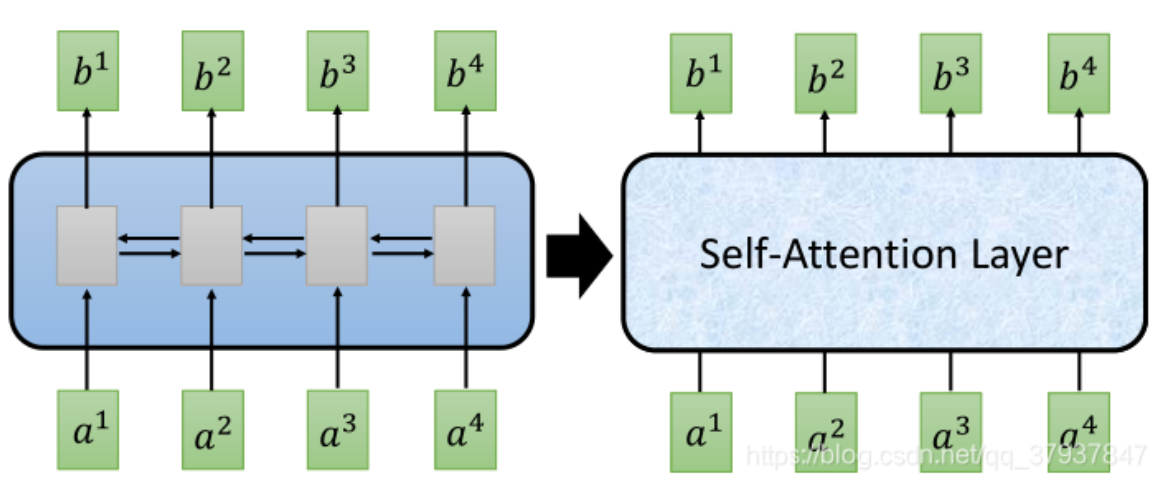 b¹ b² b³ b⁴ b¹ b² b³ b⁴
Self-Attention Layer
a¹ a² a³ a⁴ a¹ a² a³ a⁴
https://blog.csdn.net/qq_37937847